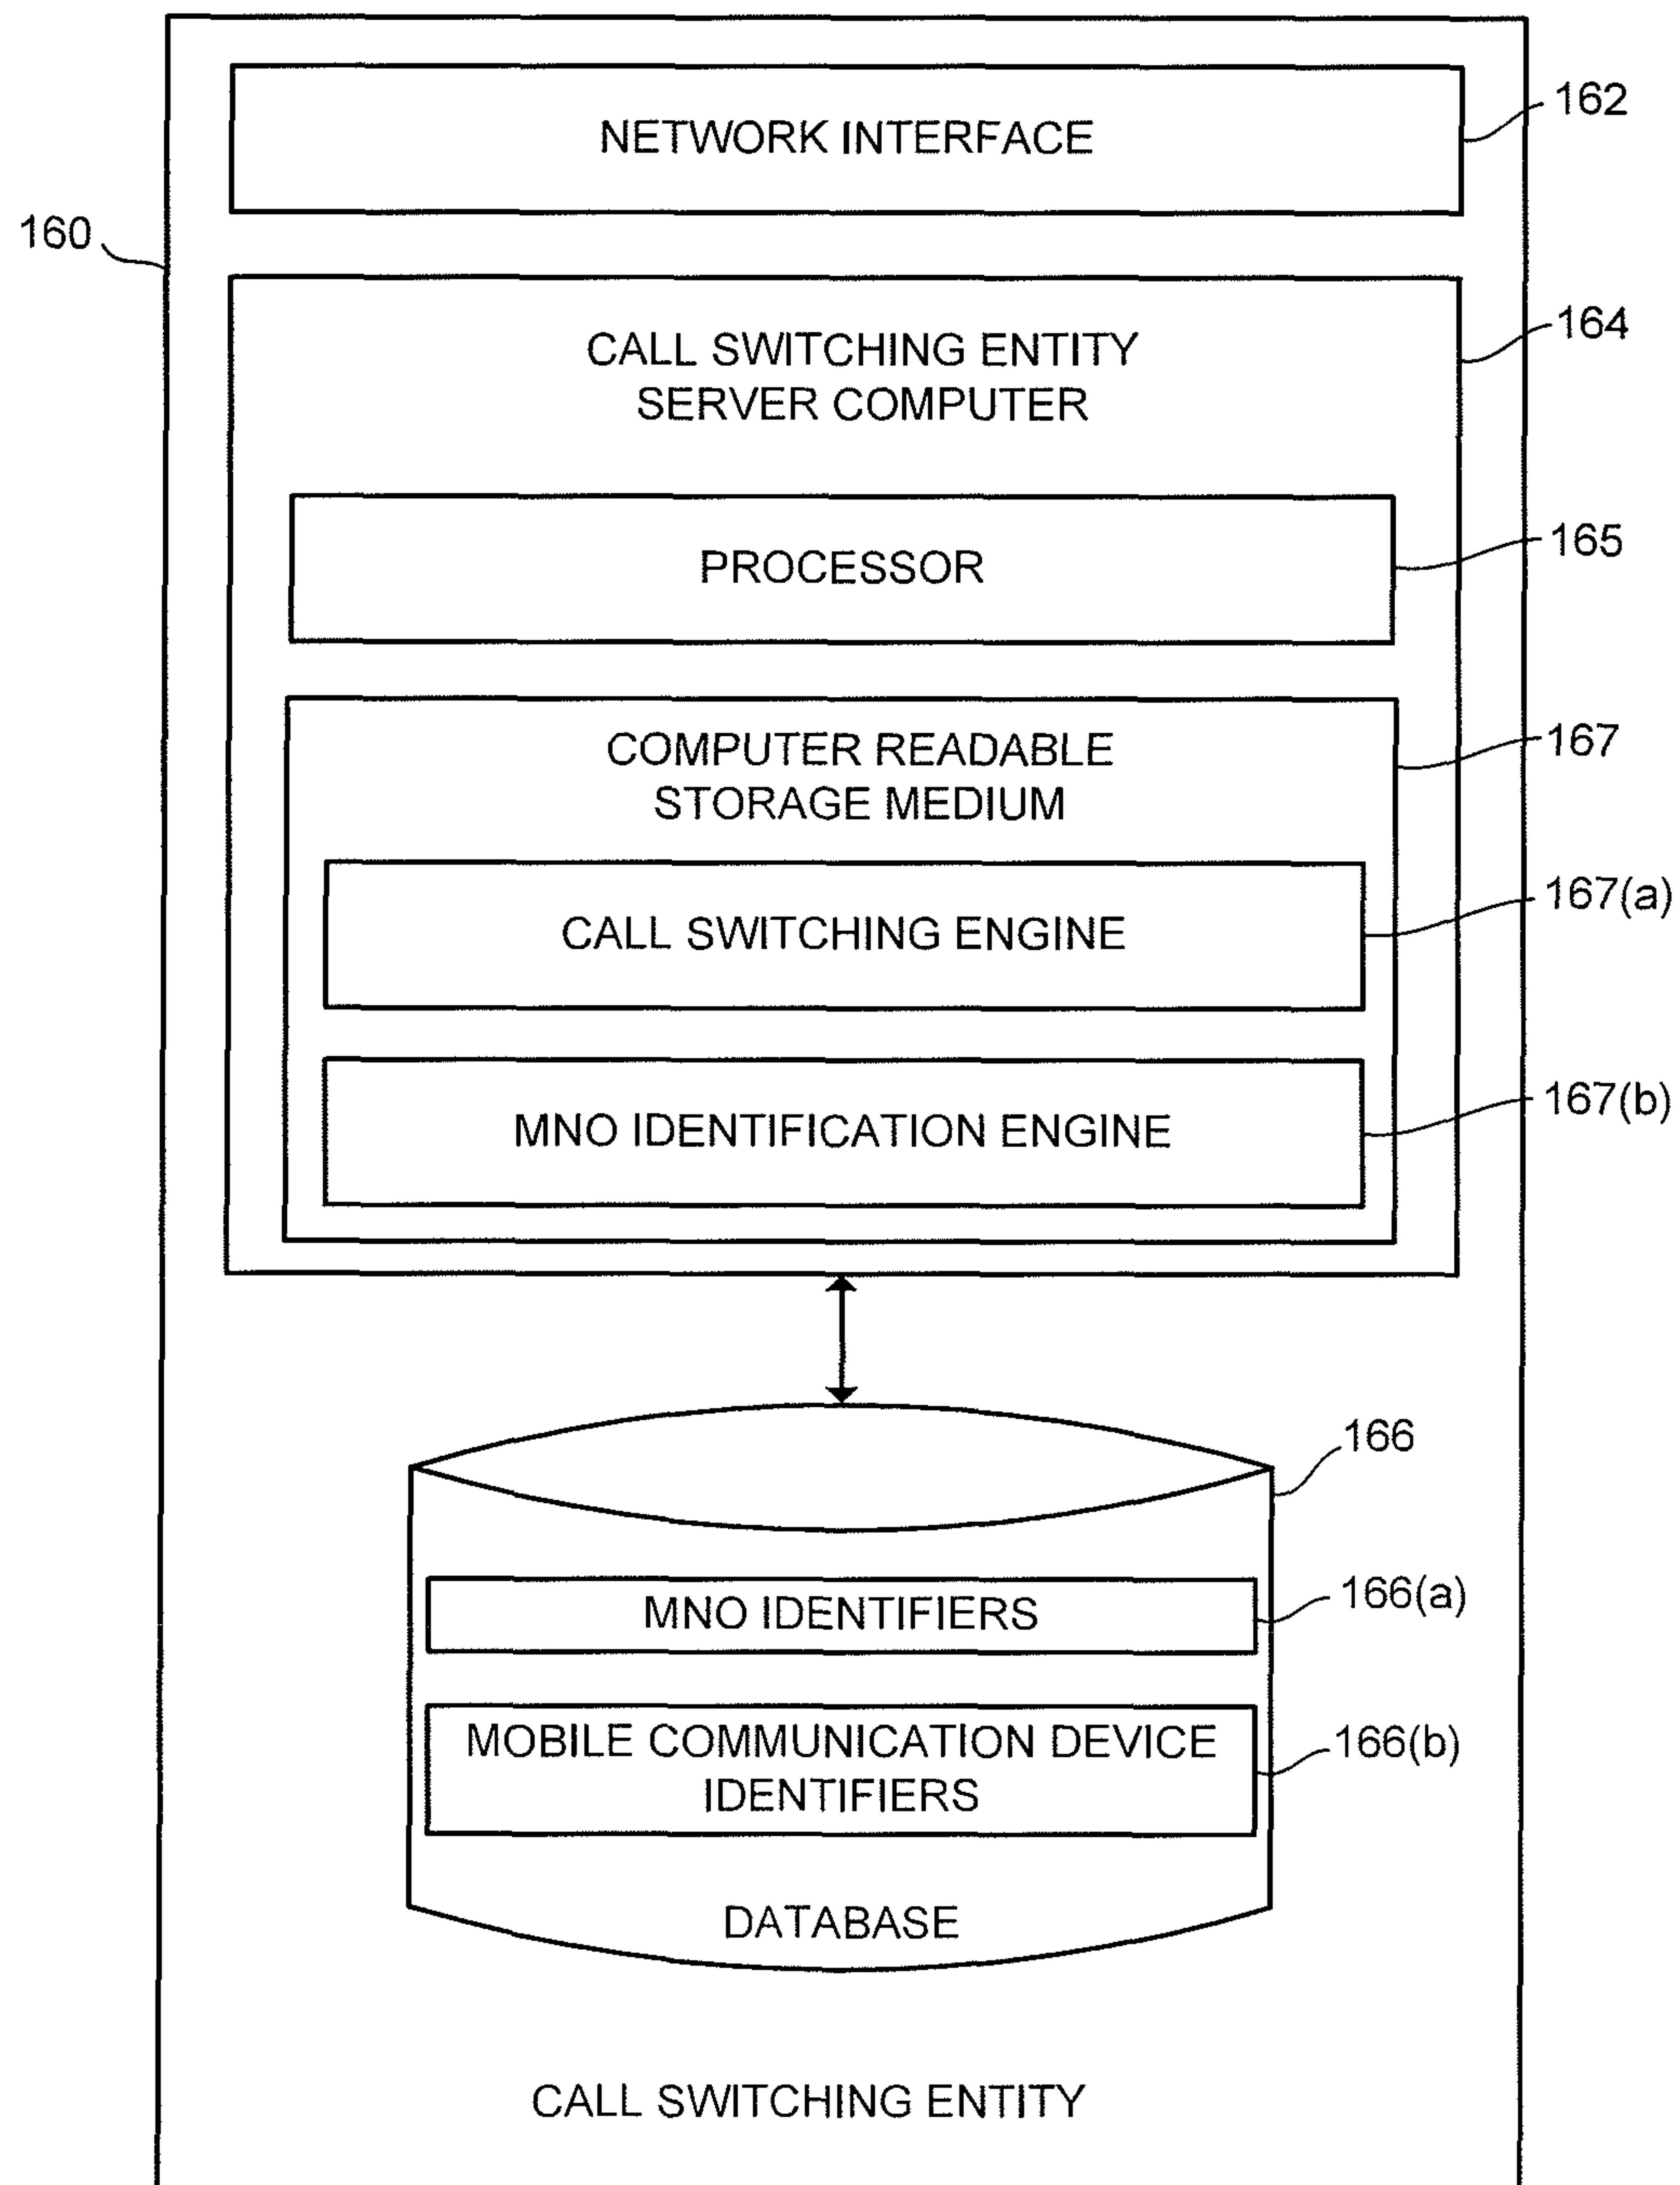 NETWORK INTERFACE
162
160
CALL SWITCHING ENTITY
SERVER COMPUTER
164
PROCESSOR
165
COMPUTER READABLE
STORAGE MEDIUM
167
CALL SWITCHING ENGINE
167(a)
MNO IDENTIFICATION ENGINE
167(b)
166
MNO IDENTIFIERS
166(a)
MOBILE COMMUNICATION DEVICE
IDENTIFIERS
166(b)
DATABASE
CALL SWITCHING ENTITY